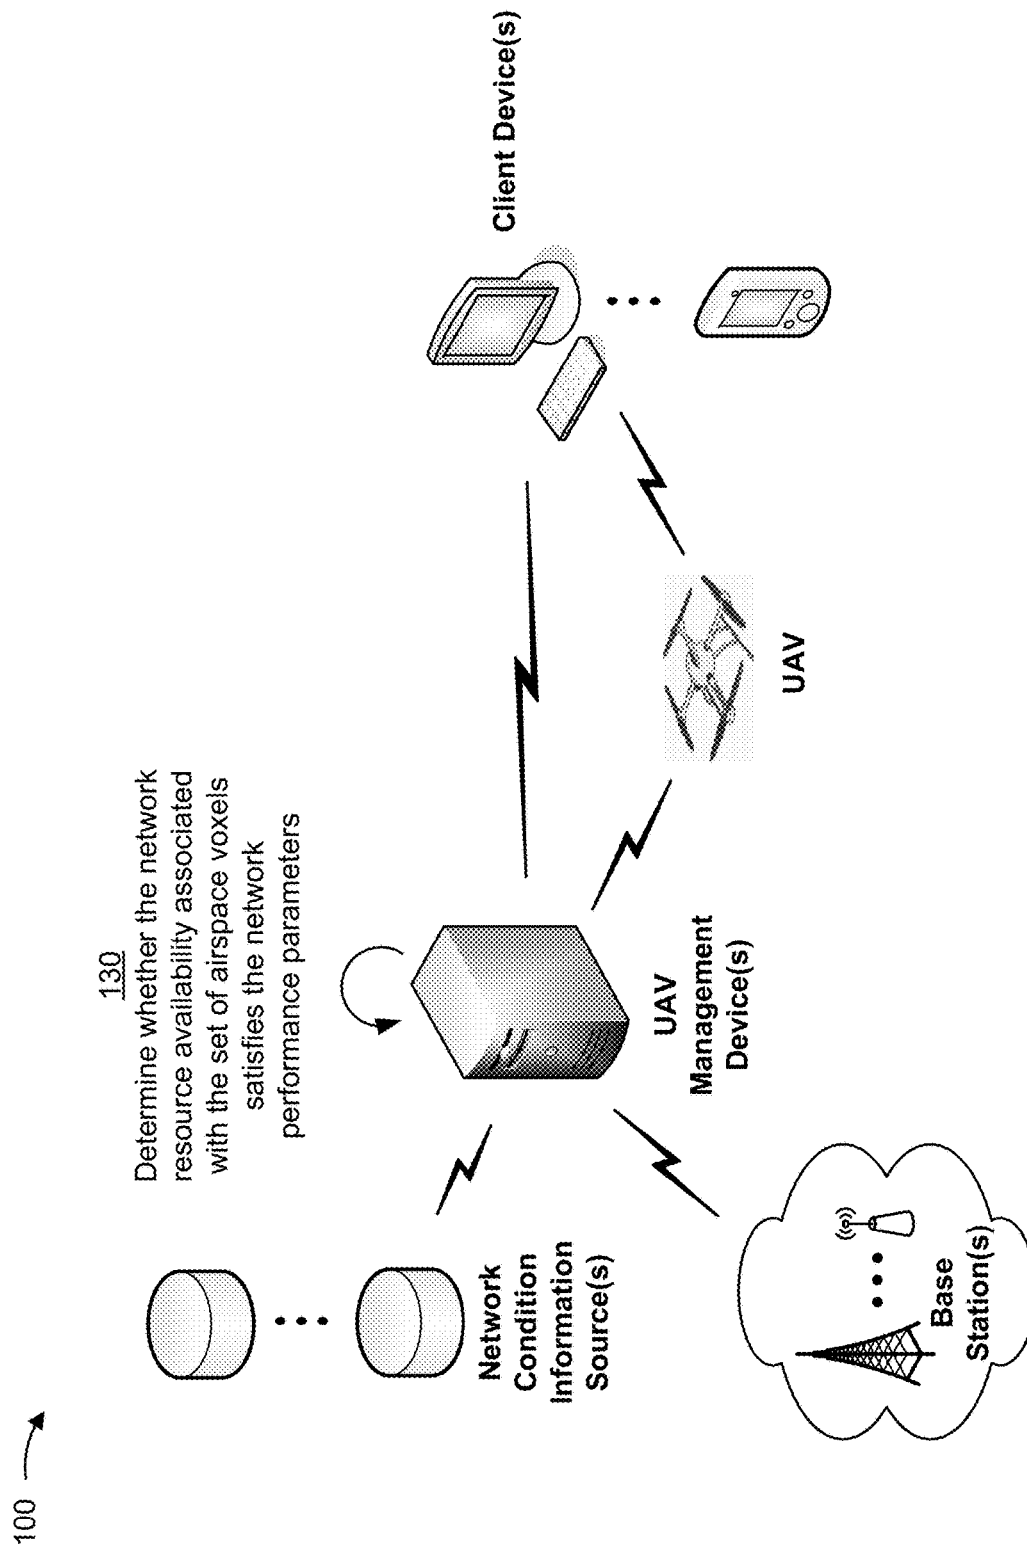 100
130
Determine whether the network
resource availability associated
with the set of airspace voxels
satisfies the network
performance parameters
Network
Condition
Information
Source(s)
UAV
Management
Device(s)
Client Device(s)
UAV
Base
Station(s)